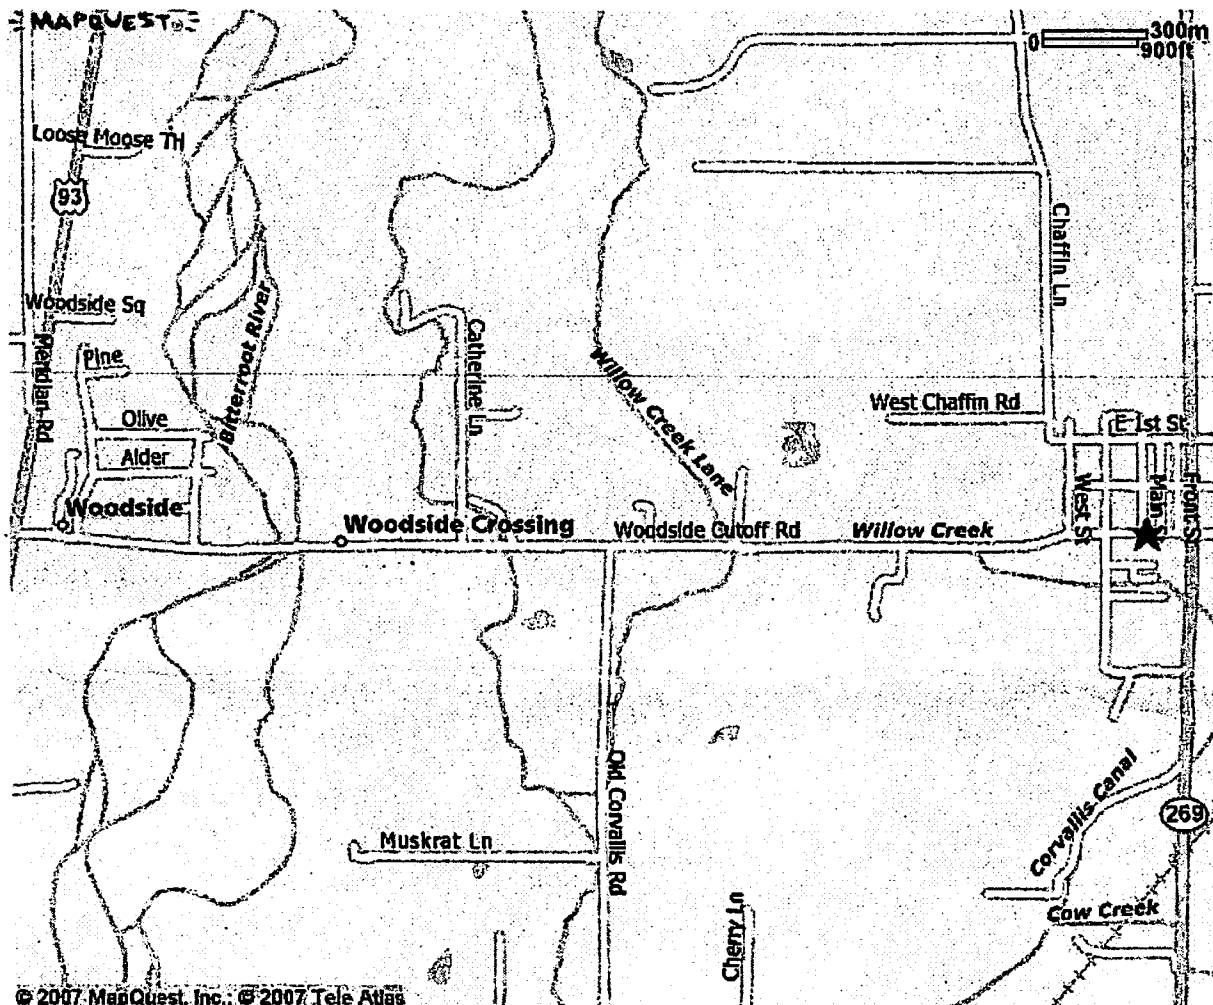 MAPQUEST
300m
0
900ft
Loose Moose Trl
93
Chaffin Ln
Woodside Sq
Bitterroot River
Meridian Rd
Pine
Catherine Ln
Willow Creek Lane
West Chaffin Rd
Olive
E 1st St
Alder
West St
Main St
Front St
Woodside
Woodside Crossing
Woodside Cutoff Rd
Willow Creek
Old Corvallis Rd
Corvallis Canal
269
Muskrat Ln
Cherry Ln
Cow Creek
© 2007 MapQuest, Inc.; © 2007 Tele Atlas